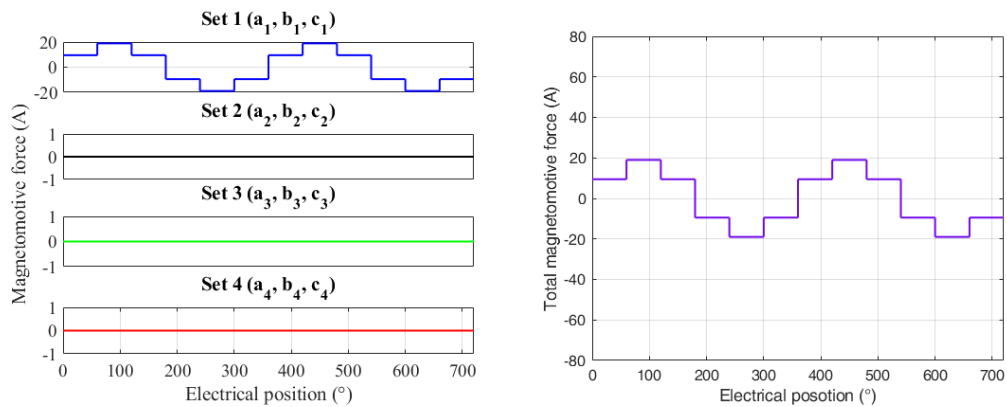 Set 1 (a1, b1, c1)
20
0
-20
Set 2 (a2, b2, c2)
1
0
-1
Set 3 (a3, b3, c3)
1
0
-1
Set 4 (a4, b4, c4)
1
0
-1
0 100 200 300 400 500 600 700
Electrical position (°)
Magnetomotive force (A)
80
60
40
20
0
-20
-40
-60
-80
0 100 200 300 400 500 600 700
Electrical posotion (°)
Total magnetomotive force (A)